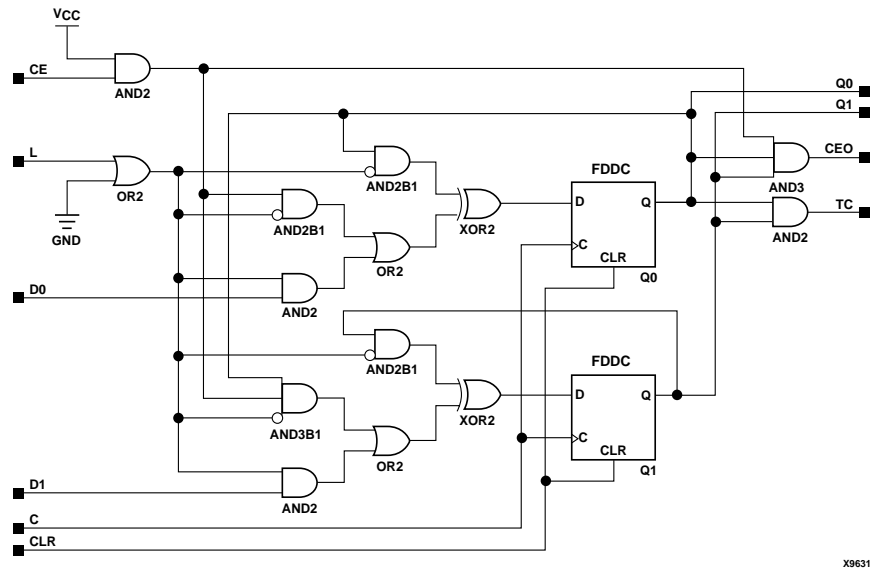 VCC
CE
AND2
Q0
Q1
L
OR2
GND
AND2B1
FDDC
CEO
AND3
AND2B1
XOR2
D
Q
TC
AND2
OR2
C
CLR
Q0
D0
AND2
AND2B1
FDDC
AND3B1
XOR2
D
Q
OR2
C
CLR
Q1
D1
AND2
C
CLR
X9631